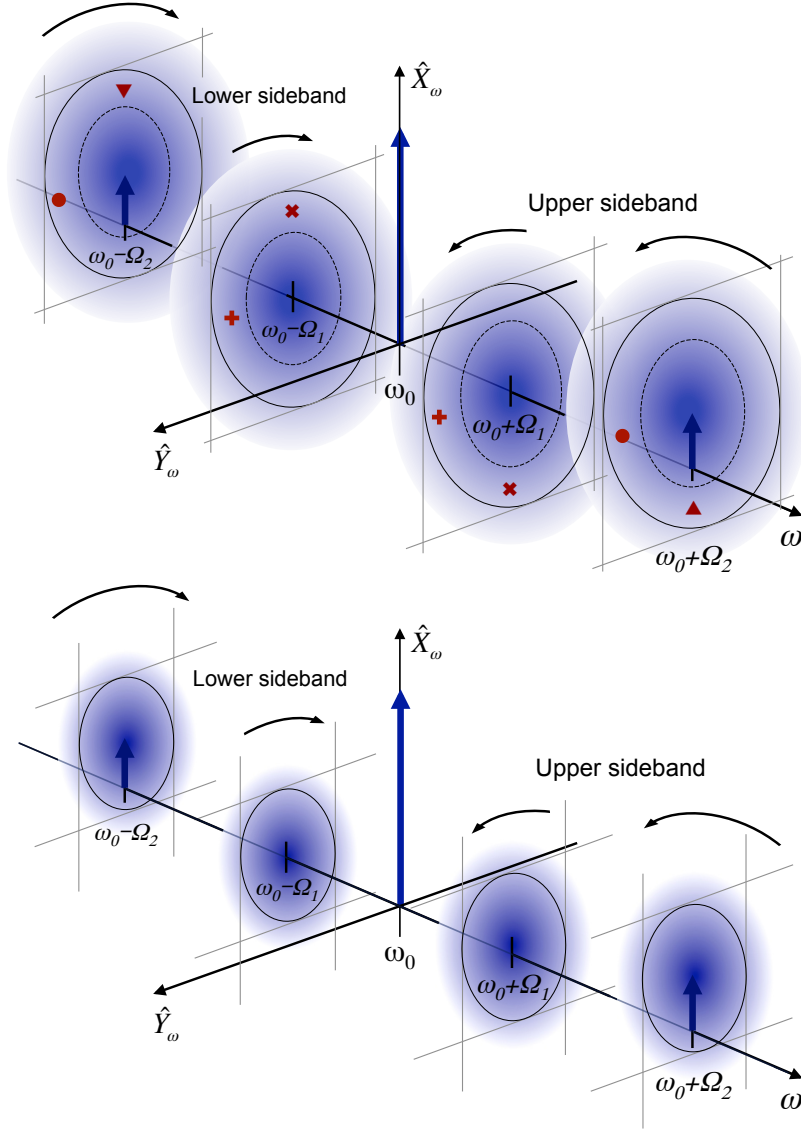 X̂_ω
Lower sideband
Upper sideband
ω₀−Ω₂
ω₀−Ω₁
ω₀
ω₀+Ω₁
Ŷ_ω
ω
ω₀+Ω₂
X̂_ω
Lower sideband
Upper sideband
ω₀−Ω₂
ω₀−Ω₁
ω₀
ω₀+Ω₁
Ŷ_ω
ω₀+Ω₂
ω